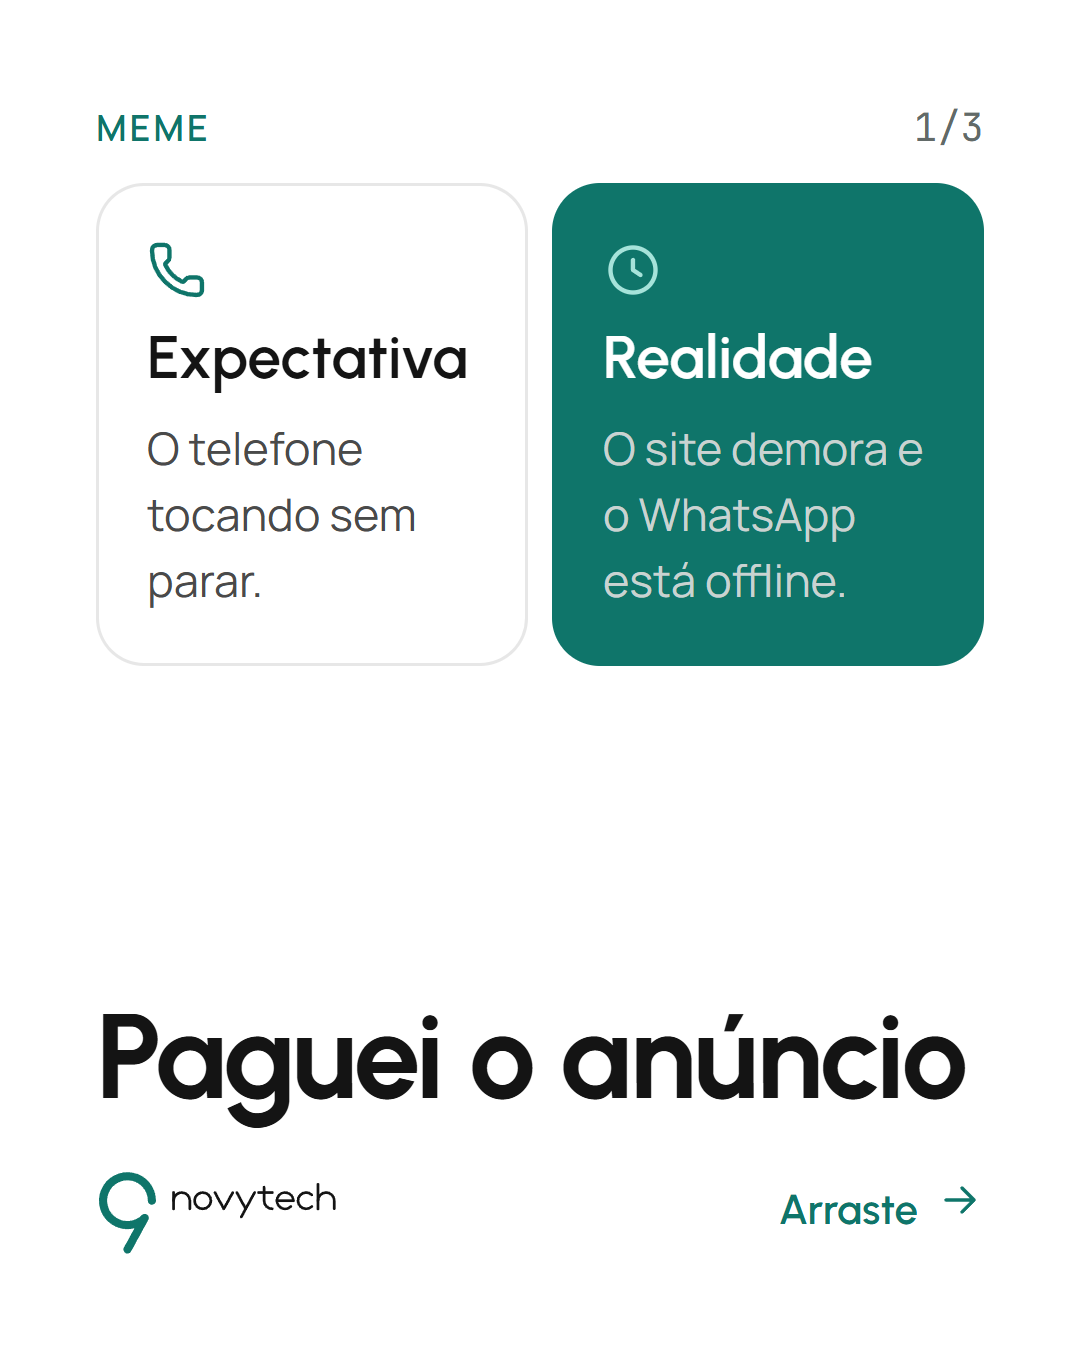 MEME
1/3
Expectativa
O telefone
tocando sem
parar.
Realidade
O site demora e
o WhatsApp
está offline.
Paguei o anúncio
novytech
Arraste